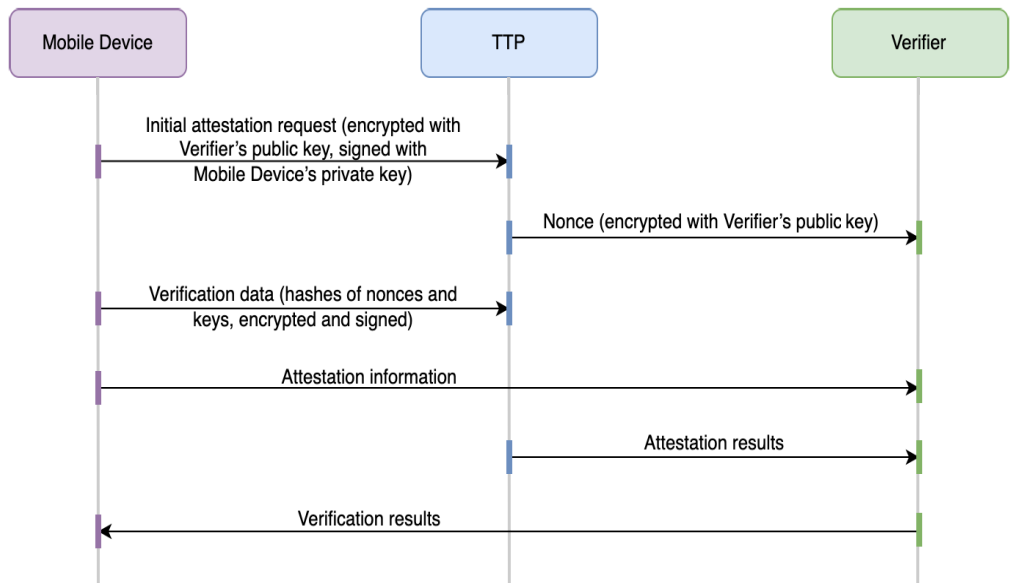 Mobile Device
TTP
Verifier
Initial attestation request (encrypted with
Verifier's public key, signed with
Mobile Device's private key)
Nonce (encrypted with Verifier's public key)
Verification data (hashes of nonces and
keys, encrypted and signed)
Attestation information
Attestation results
Verification results